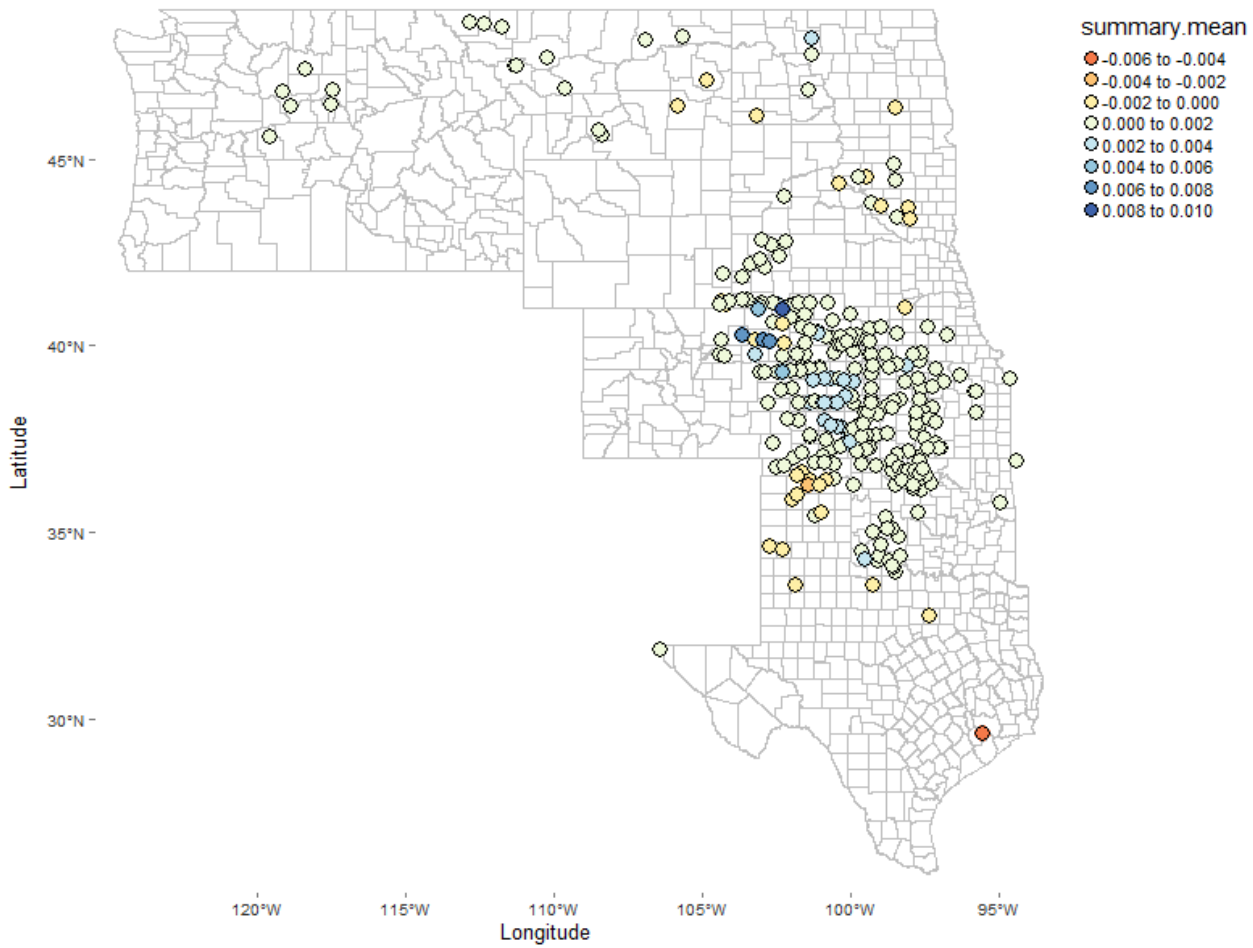 summary.mean
-0.006 to -0.004
-0.004 to -0.002
-0.002 to 0.000
0.000 to 0.002
0.002 to 0.004
0.004 to 0.006
0.006 to 0.008
0.008 to 0.010
45°N
40°N
35°N
30°N
Latitude
120°W 115°W 110°W 105°W 100°W 95°W
Longitude